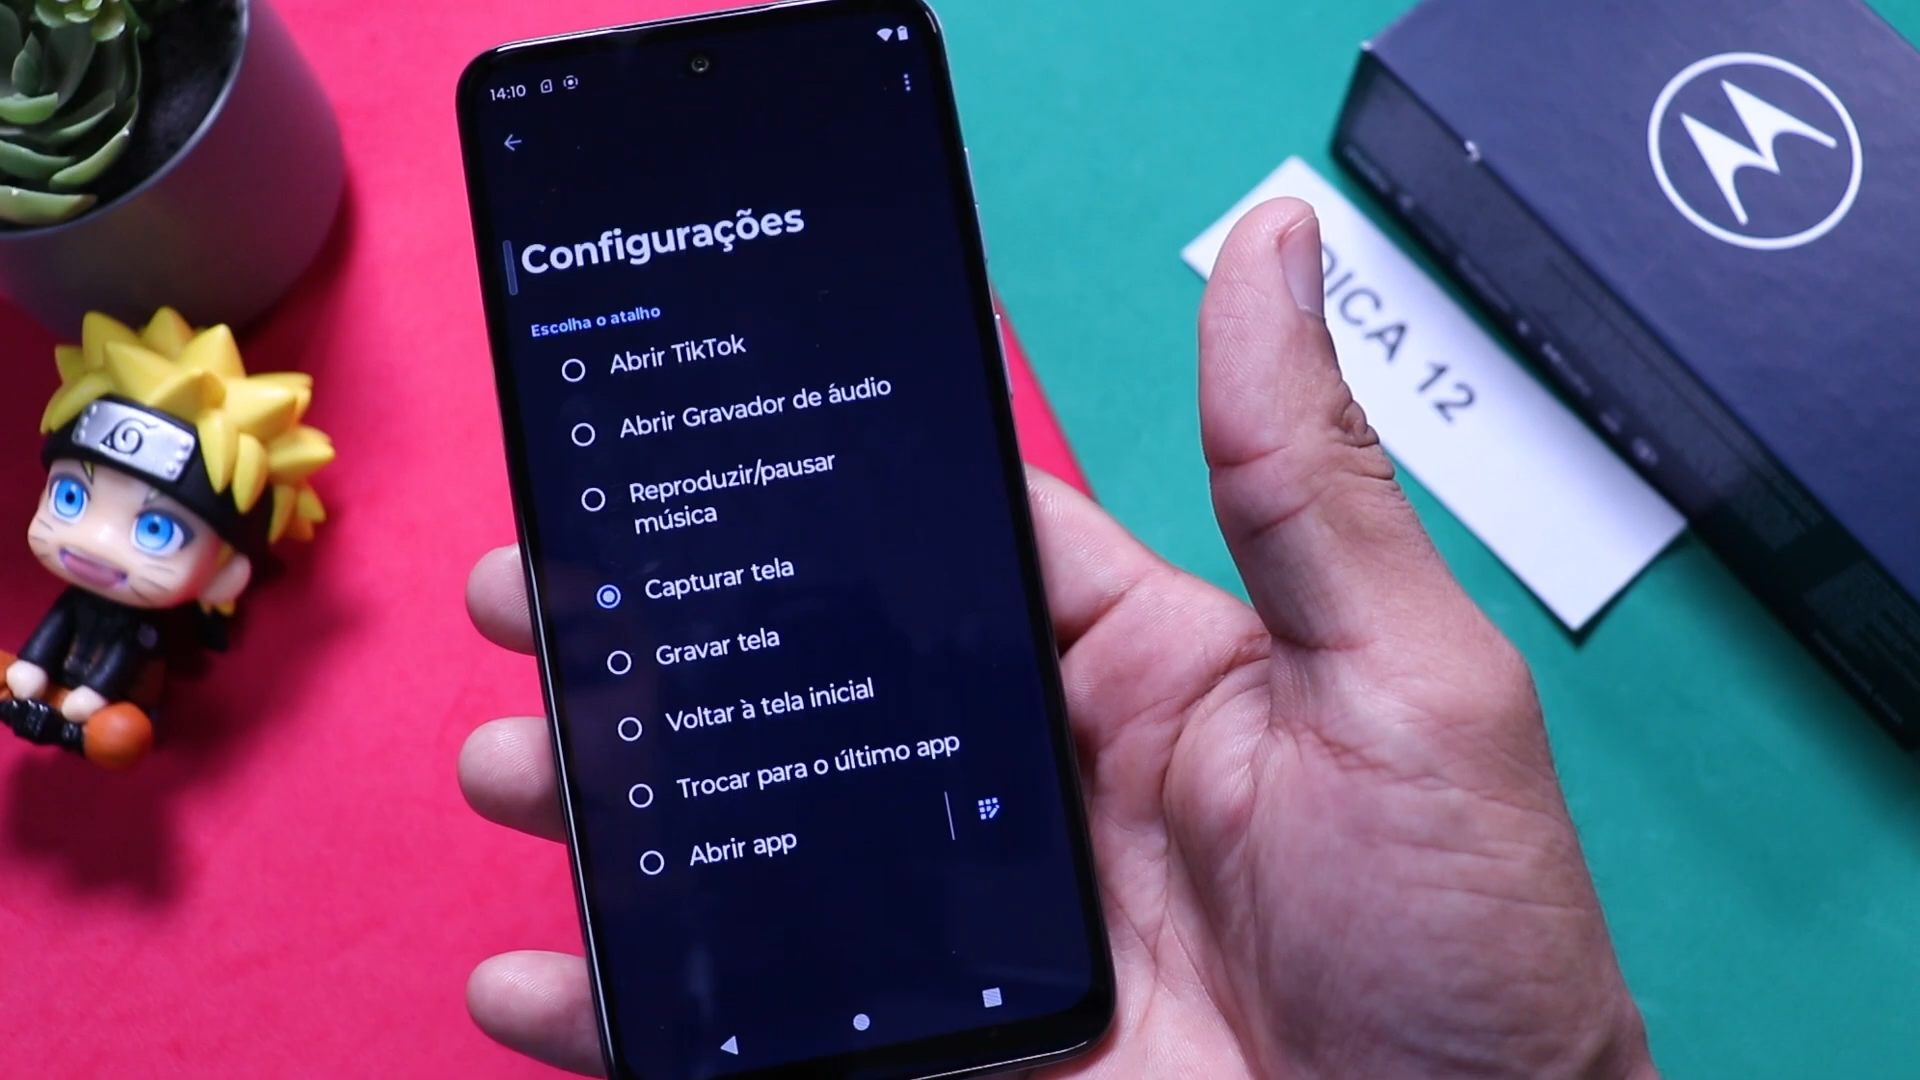 14:10
Configurações
Escolha o atalho
Abrir TikTok
Abrir Gravador de áudio
Reproduzir/pausar
música
Capturar tela
Gravar tela
Voltar à tela inicial
Trocar para o último app
Abrir app
DICA 12